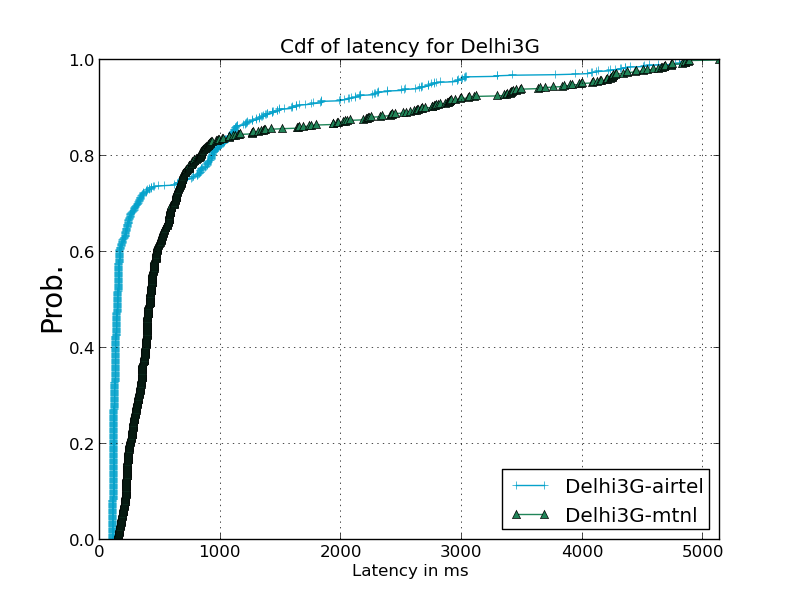 Cdf of latency for Delhi3G
1.0
0.8
0.6
0.4
0.2
0.0
Prob.
Delhi3G-airtel
Delhi3G-mtnl
0 1000 2000 3000 4000 5000
Latency in ms